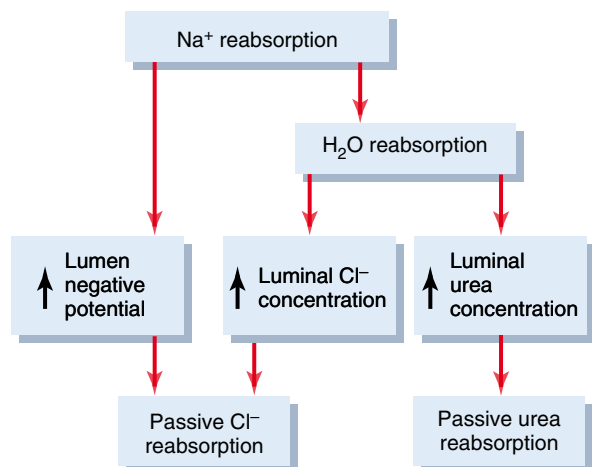 Na⁺ reabsorption
H₂O reabsorption
Lumen
negative
potential
Luminal Cl⁻
concentration
Luminal
urea
concentration
Passive Cl⁻
reabsorption
Passive urea
reabsorption